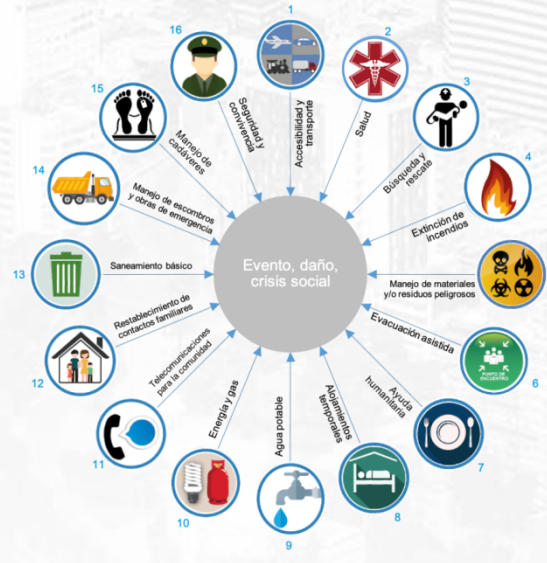 1
Accesibilidad y
transporte
2
Salud
3
Búsqueda y
rescate
4
Extinción de
incendios
Manejo de materiales
y/o residuos peligrosos
Evacuación asistida
PUNTO DE
ENCUENTRO
6
Ayuda
humanitaria
7
Alojamientos
temporales
8
Agua potable
9
Energía y gas
10
Telecomunicaciones
para la comunidad
11
Restablecimiento de
contactos familiares
12
Saneamiento básico
13
Manejo de escombros
y obras de emergencia
14
Manejo de
cadáveres
15
Seguridad y
convivencia
16
Evento, daño,
crisis social